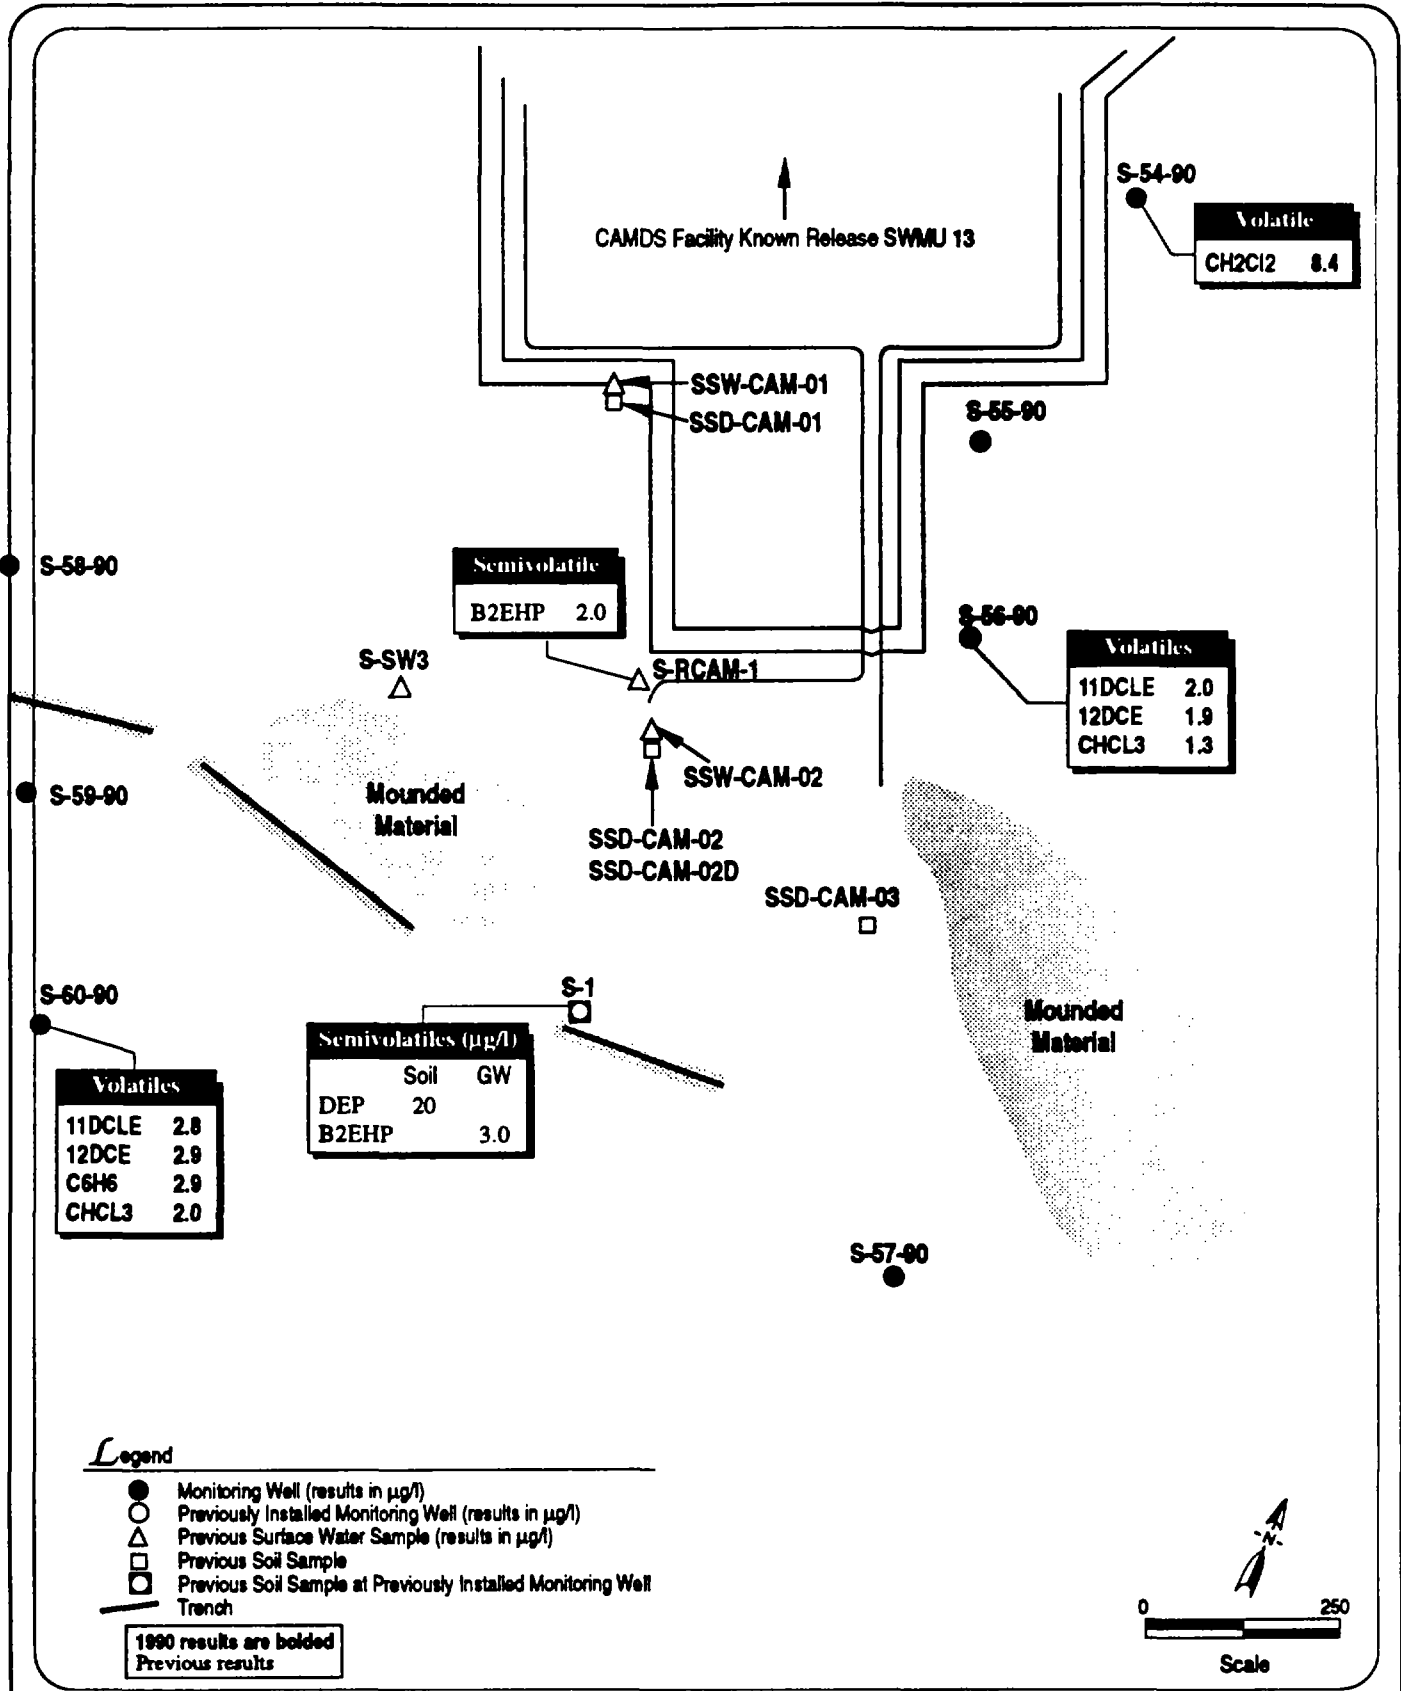 S-54-90
Volatile
CH2Cl2 8.4
CAMDS Facility Known Release SWMU 13
SSW-CAM-01
SSD-CAM-01
S-55-90
S-58-90
Semivolatile
B2EHP 2.0
S-56-90
Volatiles
11DCLE 2.0
12DCE 1.9
CHCL3 1.3
S-SW3
S-RCAM-1
SSW-CAM-02
S-59-90
Mounded
Material
SSD-CAM-02
SSD-CAM-02D
SSD-CAM-03
S-60-90
S-1
Mounded
Material
Semivolatiles (µg/l)
Soil GW
DEP 20
B2EHP 3.0
Volatiles
11DCLE 2.8
12DCE 2.9
C6H6 2.9
CHCL3 2.0
S-57-90
Legend
Monitoring Well (results in µg/l)
Previously Installed Monitoring Well (results in µg/l)
Previous Surface Water Sample (results in µg/l)
Previous Soil Sample
Previous Soil Sample at Previously Installed Monitoring Well
Trench
1990 results are bolded
Previous results
-N-
0 250
Scale